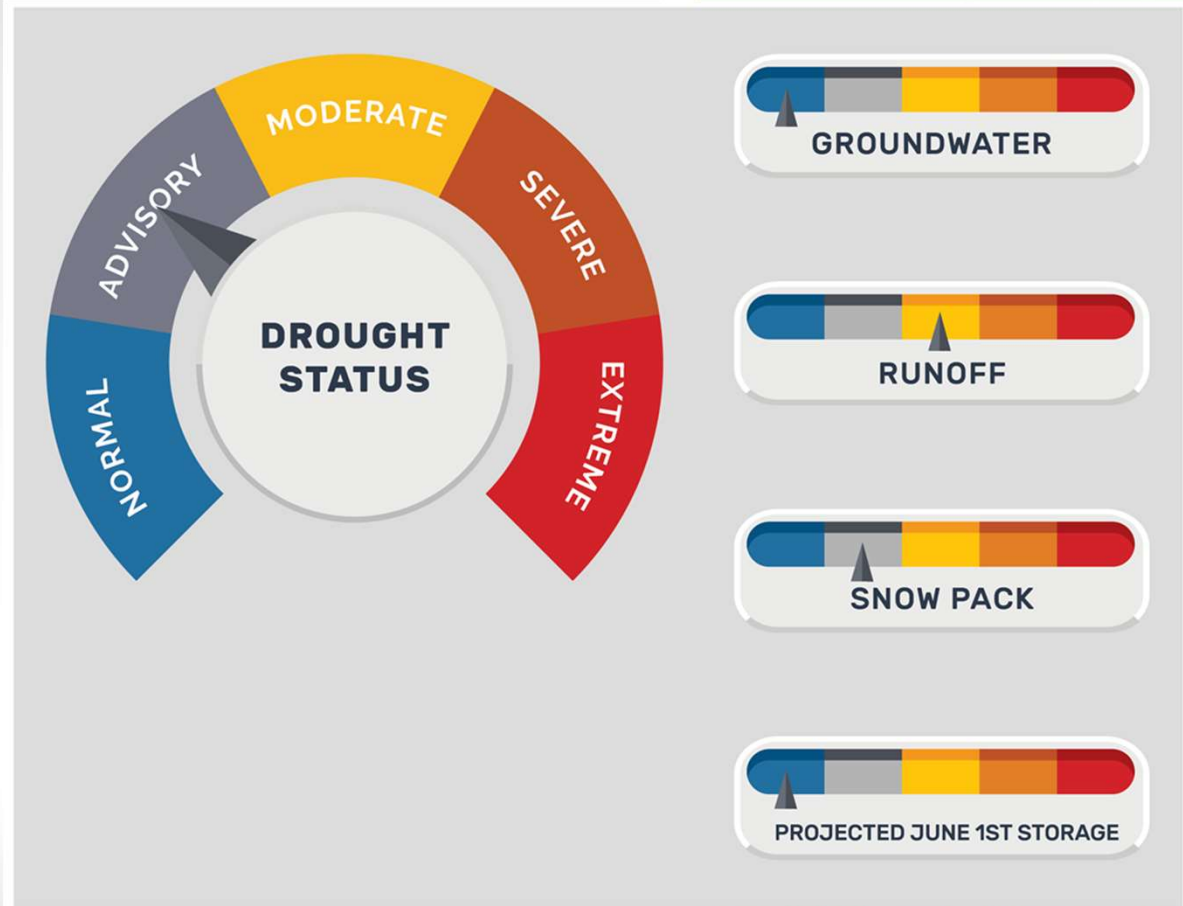 NORMAL
ADVISORY
MODERATE
SEVERE
EXTREME
DROUGHT
STATUS
GROUNDWATER
RUNOFF
SNOW PACK
PROJECTED JUNE 1ST STORAGE